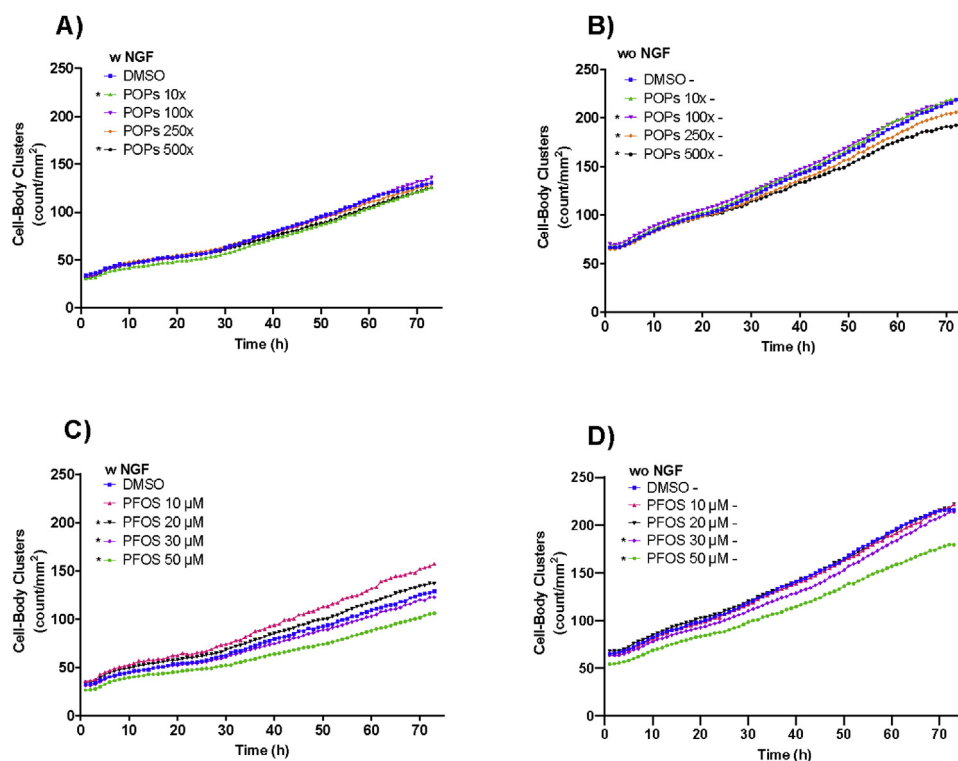 A)
w NGF
DMSO
* POPs 10x
POPs 100x
POPs 250x
* POPs 500x
250
200
150
100
50
0
Cell-Body Clusters
(count/mm²)
0 10 20 30 40 50 60 70
Time (h)
B)
wo NGF
DMSO -
POPs 10x -
* POPs 100x -
* POPs 250x -
* POPs 500x -
250
200
150
100
50
0
Cell-Body Clusters
(count/mm²)
0 10 20 30 40 50 60 70
Time (h)
C)
w NGF
DMSO
PFOS 10 µM
* PFOS 20 µM
* PFOS 30 µM
* PFOS 50 µM
250
200
150
100
50
0
Cell-Body Clusters
(count/mm²)
0 10 20 30 40 50 60 70
Time (h)
D)
wo NGF
DMSO -
PFOS 10 µM -
PFOS 20 µM -
* PFOS 30 µM -
* PFOS 50 µM -
250
200
150
100
50
0
Cell-Body Clusters
(count/mm²)
0 10 20 30 40 50 60 70
Time (h)